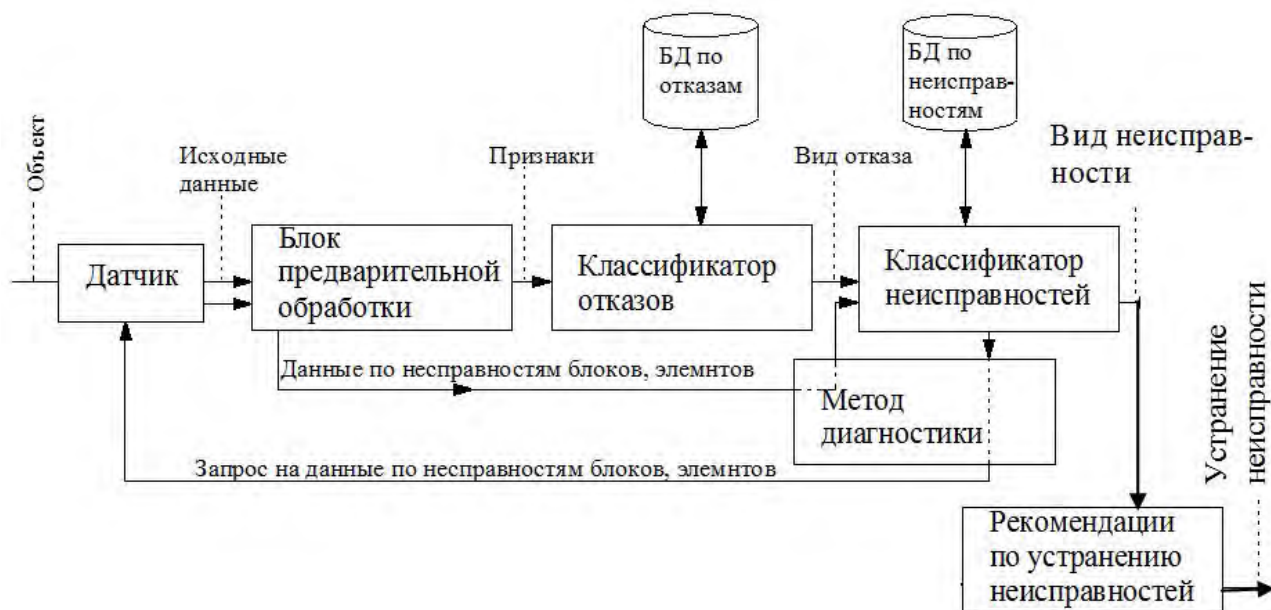 БД по
отказам
БД по
неисправ-
ностям
Вид неисправ-
ности
Объект
Исходные
данные
Признаки
Вид отказа
Датчик
Блок
предварительной
обработки
Классификатор
отказов
Классификатор
неисправностей
Данные по несправностям блоков, элемнтов
Метод
диагностики
Запрос на данные по несправностям блоков, элемнтов
Устранение
неисправности
Рекомендации
по устранению
неисправностей